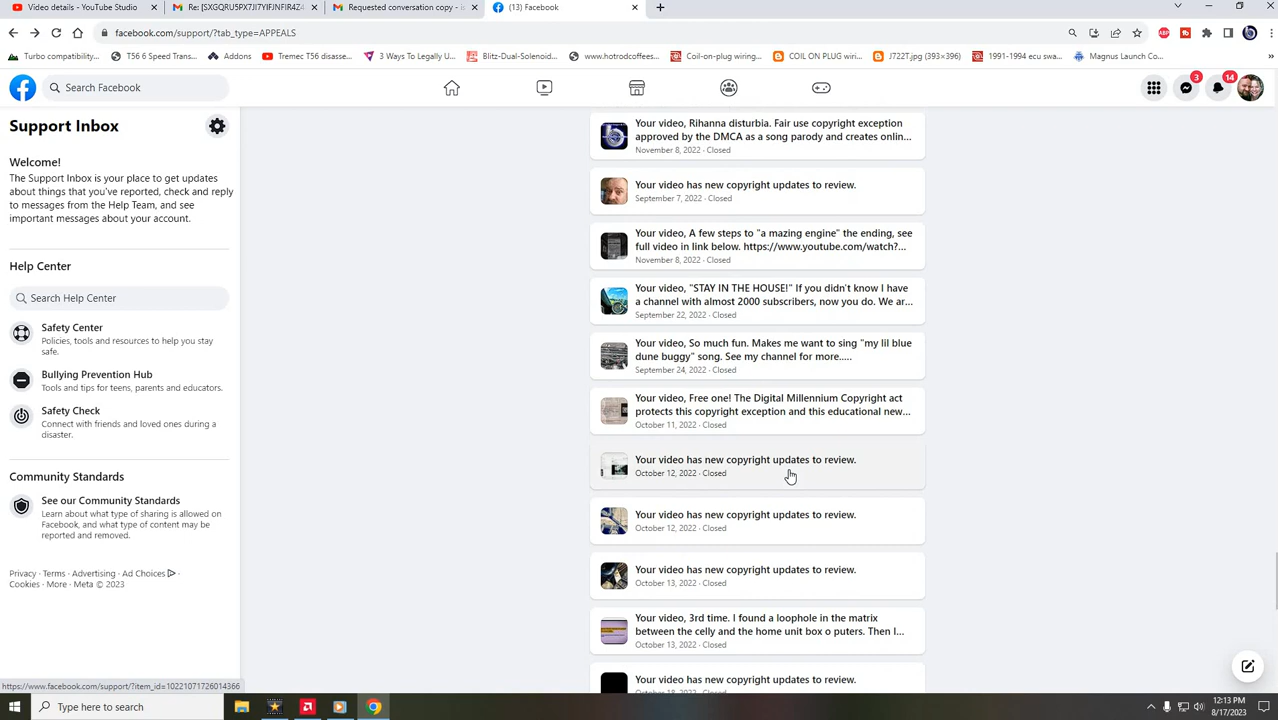 Video details - YouTube Studio
Re: [SXGQRU5PX7JI7YIFJNFIR4Z4
Requested conversation copy - is
(13) Facebook
facebook.com/support/?tab_type=APPEALS
Turbo compatibility...
T56 6 Speed Trans...
Addons
Tremec T56 disasse...
3 Ways To Legally U...
Blitz-Dual-Solenoid...
www.hotrodcoffees...
Coil-on-plug wiring...
COIL ON PLUG wiri...
J722T.jpg (393×296)
1991-1994 ecu swa...
Magnus Launch Co...
»
Search Facebook
3
14
Support Inbox
Welcome!
The Support Inbox is your place to get updates
about things that you've reported, check and reply
to messages from the Help Team, and see
important messages about your account.
Help Center
Search Help Center
Safety Center
Policies, tools and resources to help you stay
safe.
Bullying Prevention Hub
Tools and tips for teens, parents and educators.
Safety Check
Connect with friends and loved ones during a
disaster.
Community Standards
See our Community Standards
Learn about what type of sharing is allowed on
Facebook, and what type of content may be
reported and removed.
Privacy · Terms · Advertising · Ad Choices ·
Cookies · More · Meta © 2023
Your video, Rihanna disturbia. Fair use copyright exception
approved by the DMCA as a song parody and creates onlin...
November 8, 2022 · Closed
Your video has new copyright updates to review.
September 7, 2022 · Closed
Your video, A few steps to "a mazing engine" the ending, see
full video in link below. https://www.youtube.com/watch?...
November 8, 2022 · Closed
Your video, "STAY IN THE HOUSE!" If you didn't know I have
a channel with almost 2000 subscribers, now you do. We ar...
September 22, 2022 · Closed
Your video, So much fun. Makes me want to sing "my lil blue
dune buggy" song. See my channel for more.....
September 24, 2022 · Closed
Your video, Free one! The Digital Millennium Copyright act
protects this copyright exception and this educational new...
October 11, 2022 · Closed
Your video has new copyright updates to review.
October 12, 2022 · Closed
Your video has new copyright updates to review.
October 12, 2022 · Closed
Your video has new copyright updates to review.
October 13, 2022 · Closed
Your video, 3rd time. I found a loophole in the matrix
between the celly and the home unit box o puters. Then I...
October 13, 2022 · Closed
Your video has new copyright updates to review.
October 18, 2022 · Closed
https://www.facebook.com/support/?item_id=10221071726014366
Type here to search
12:13 PM
8/17/2023